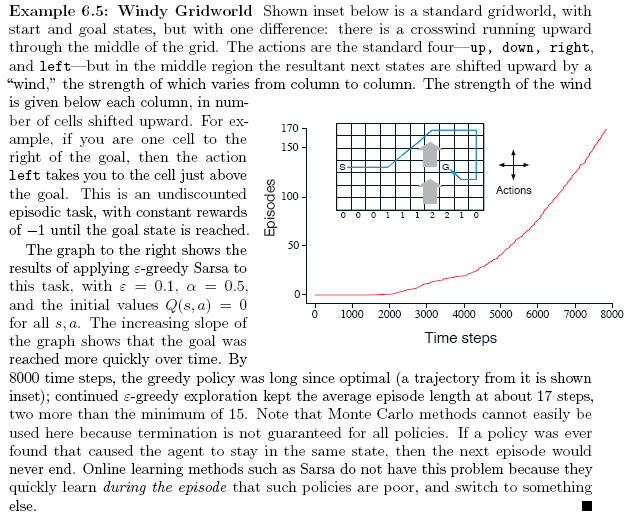 Example 6.5: Windy Gridworld Shown inset below is a standard gridworld, with
start and goal states, but with one difference: there is a crosswind running upward
through the middle of the grid. The actions are the standard four—up, down, right,
and left—but in the middle region the resultant next states are shifted upward by a
“wind,” the strength of which varies from column to column. The strength of the wind
is given below each column, in num-
ber of cells shifted upward. For ex-
ample, if you are one cell to the
right of the goal, then the action
left takes you to the cell just above
the goal. This is an undiscounted
episodic task, with constant rewards
of −1 until the goal state is reached.
The graph to the right shows the
results of applying ε-greedy Sarsa to
this task, with ε = 0.1, α = 0.5,
and the initial values Q(s, a) = 0
for all s, a. The increasing slope of
the graph shows that the goal was
reached more quickly over time. By
170
150
100
50
0
Episodes
S
G
0 0 0 1 1 1 2 2 1 0
Actions
0 1000 2000 3000 4000 5000 6000 7000 8000
Time steps
8000 time steps, the greedy policy was long since optimal (a trajectory from it is shown
inset); continued ε-greedy exploration kept the average episode length at about 17 steps,
two more than the minimum of 15. Note that Monte Carlo methods cannot easily be
used here because termination is not guaranteed for all policies. If a policy was ever
found that caused the agent to stay in the same state, then the next episode would
never end. Online learning methods such as Sarsa do not have this problem because they
quickly learn during the episode that such policies are poor, and switch to something
else.